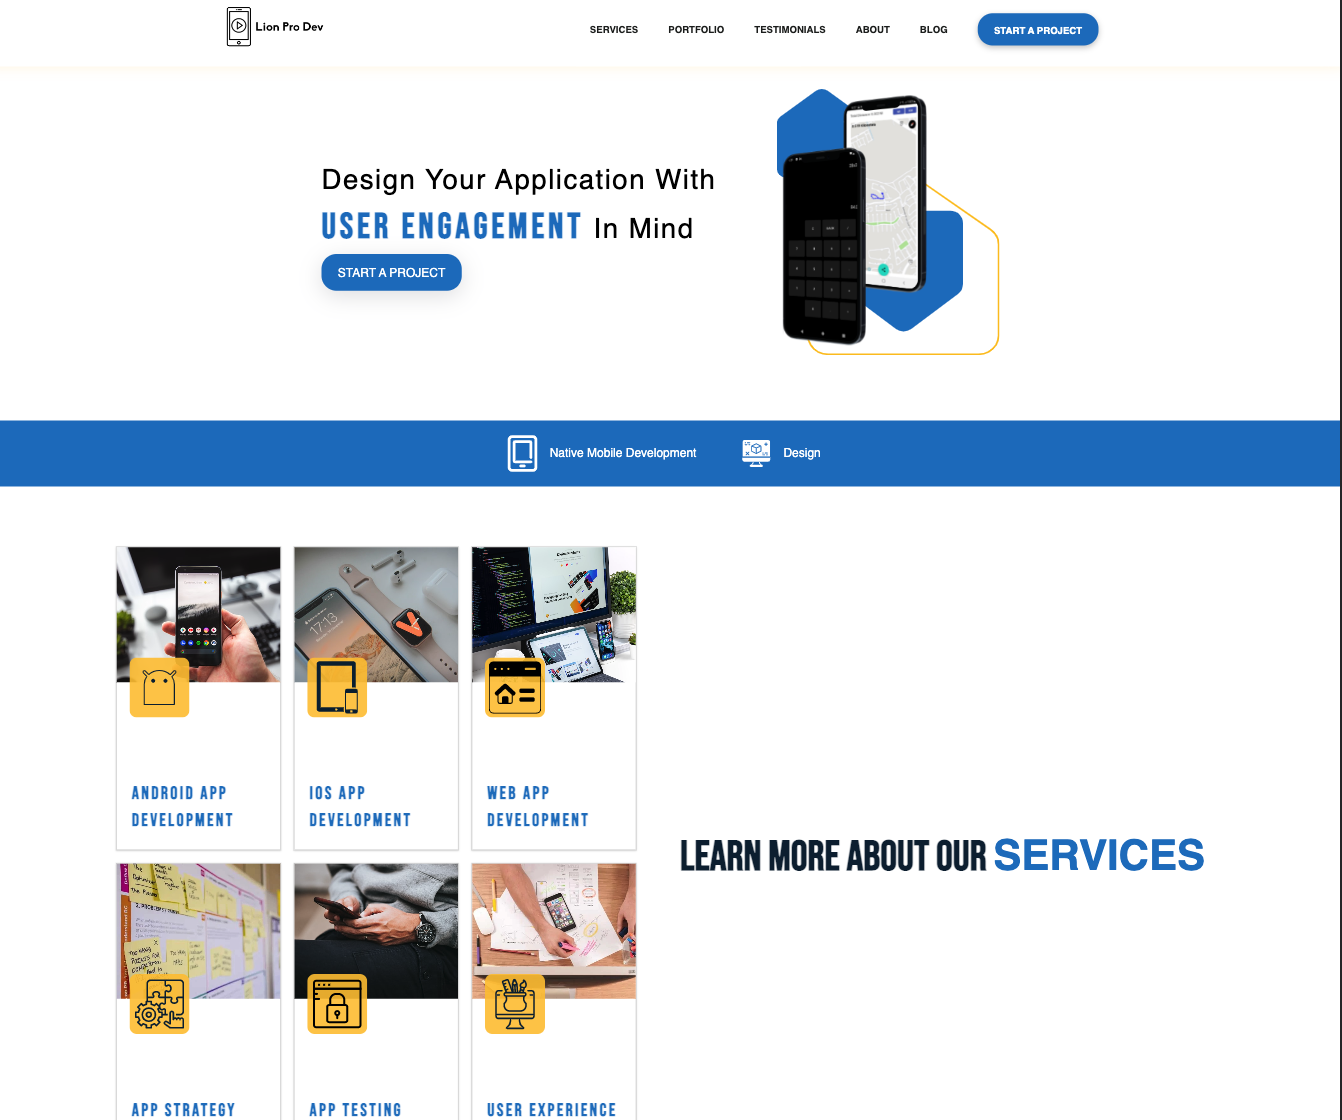 Lion Pro Dev
SERVICES
PORTFOLIO
TESTIMONIALS
ABOUT
BLOG
START A PROJECT
Design Your Application With
USER ENGAGEMENT In Mind
START A PROJECT
Native Mobile Development
Design
17:13
ANDROID APP
DEVELOPMENT
IOS APP
DEVELOPMENT
WEB APP
DEVELOPMENT
LEARN MORE ABOUT OUR SERVICES
APP STRATEGY
APP TESTING
USER EXPERIENCE